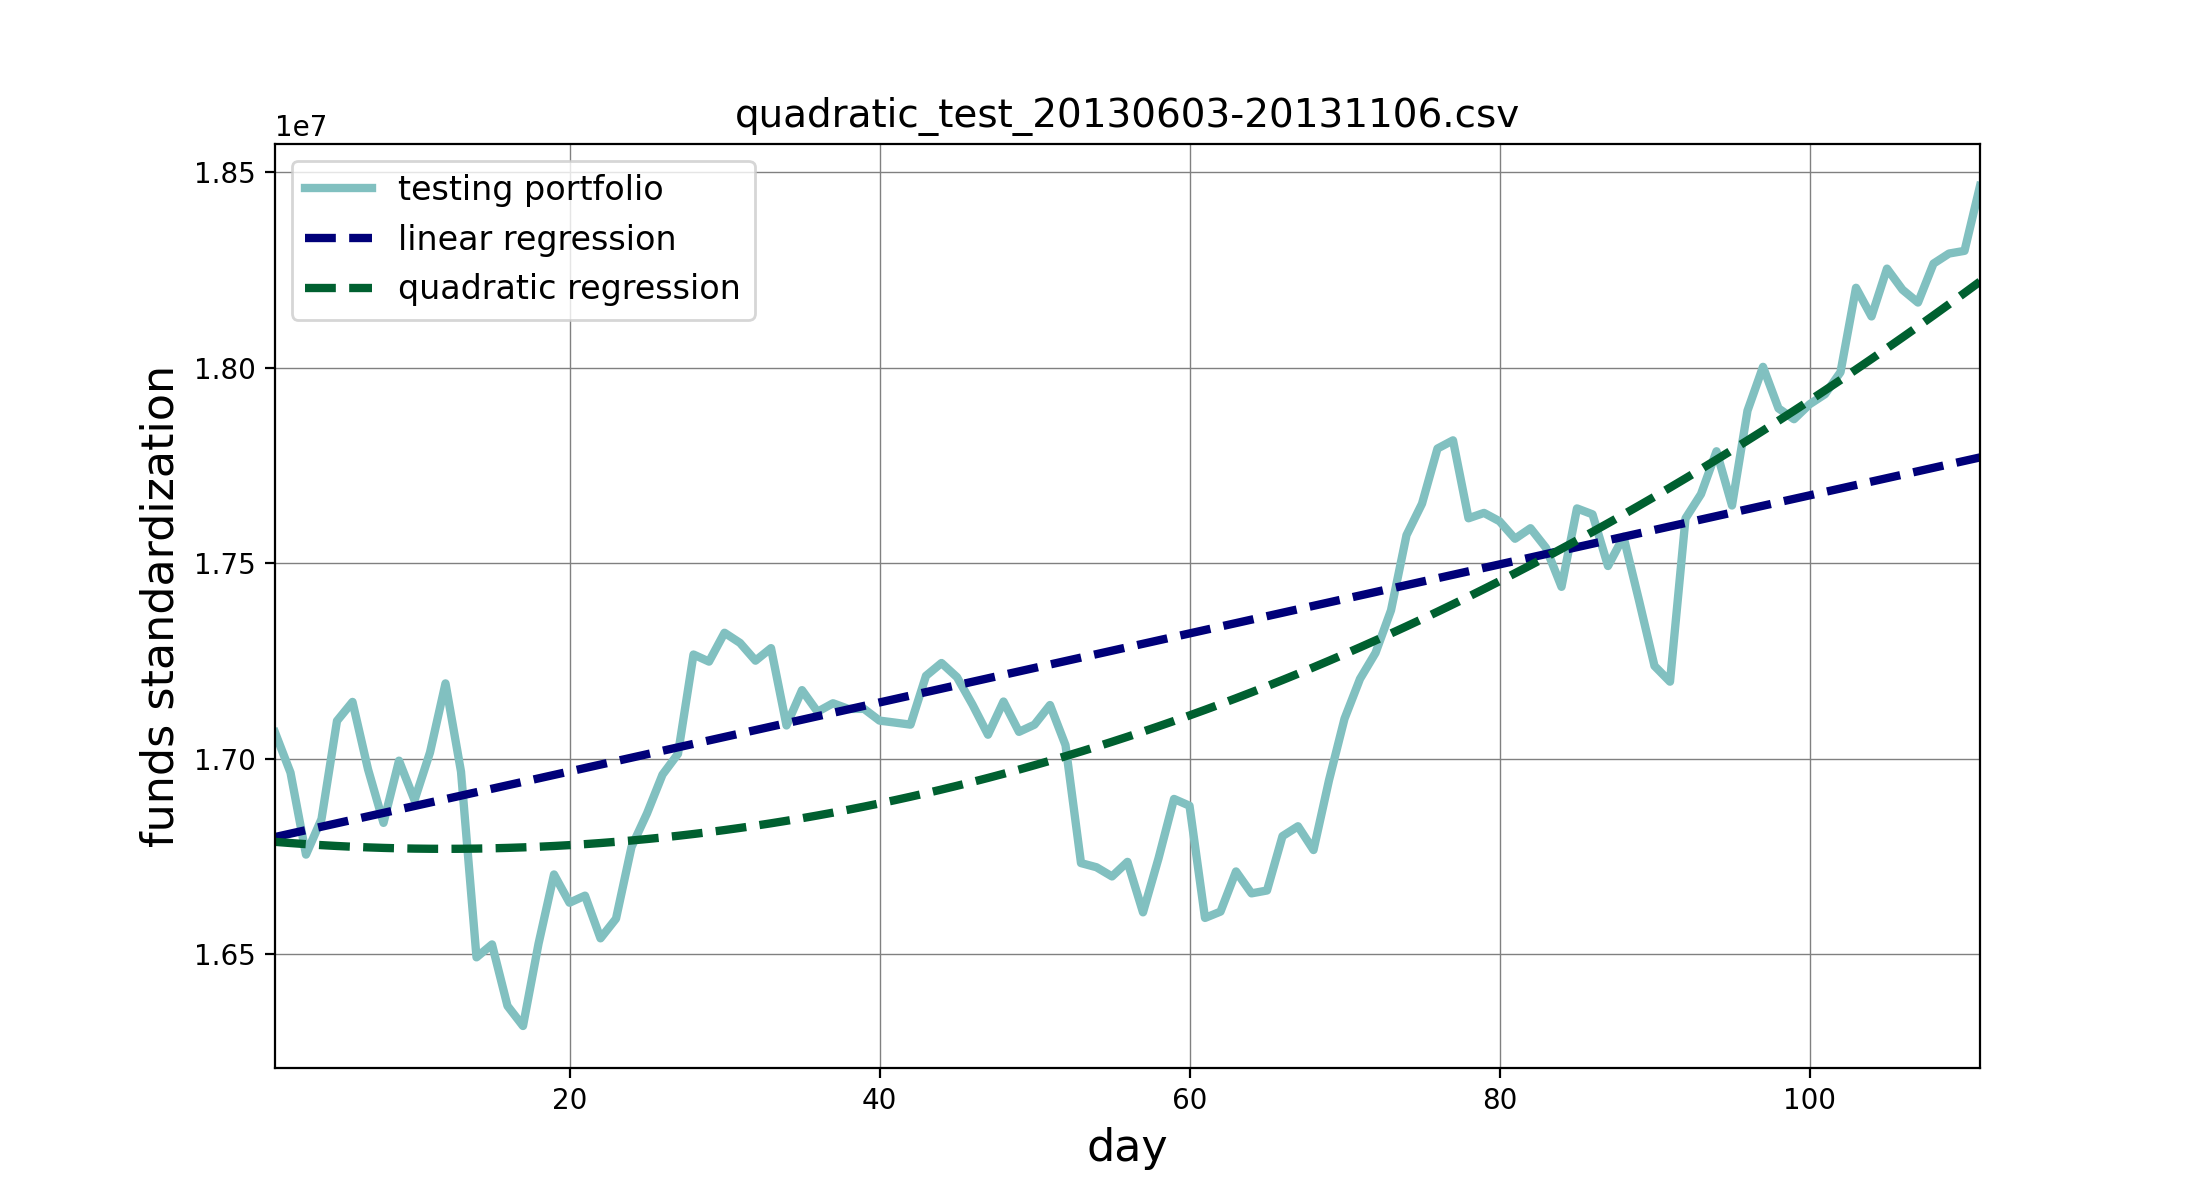 quadratic_test_20130603-20131106.csv
1e7
1.85
1.80
1.75
1.70
1.65
funds standardization
testing portfolio
linear regression
quadratic regression
20
40
60
80
100
day